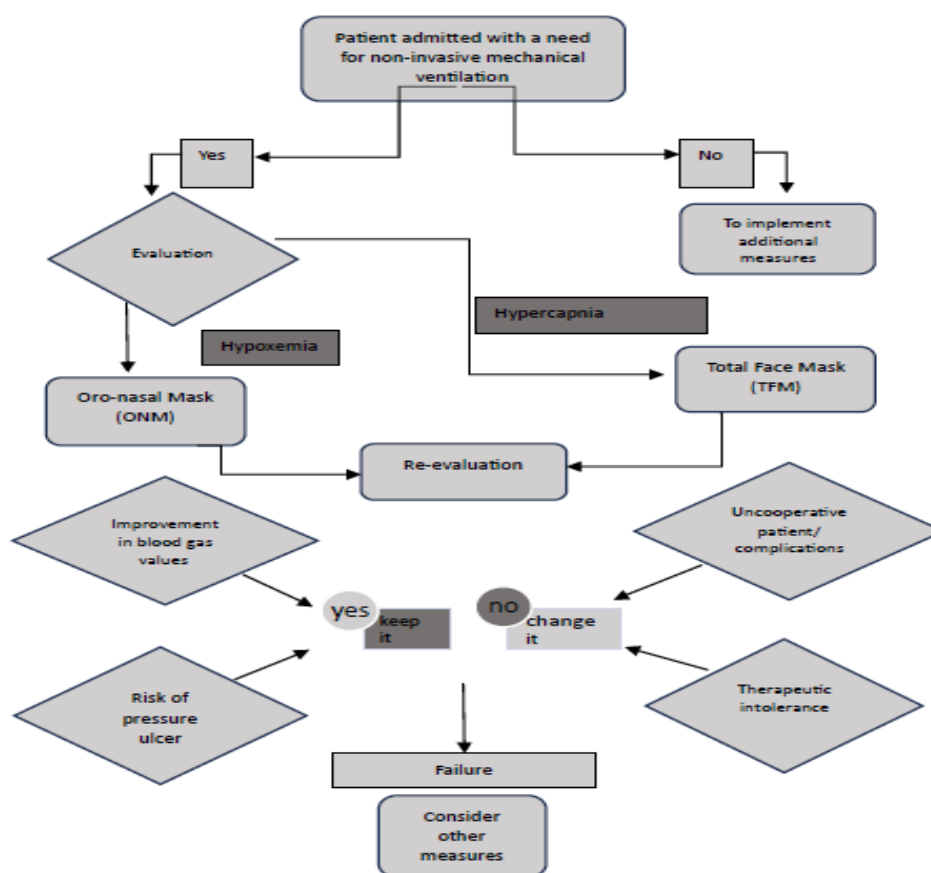 Patient admitted with a need
for non-invasive mechanical
ventilation
Yes
No
To implement
additional
measures
Evaluation
Hypercapnia
Hypoxemia
Total Face Mask
(TFM)
Oro-nasal Mask
(ONM)
Re-evaluation
Improvement
in blood gas
values
Uncooperative
patient/
complications
yes
keep
it
no
change
it
Risk of
pressure
ulcer
Therapeutic
intolerance
Failure
Consider
other
measures